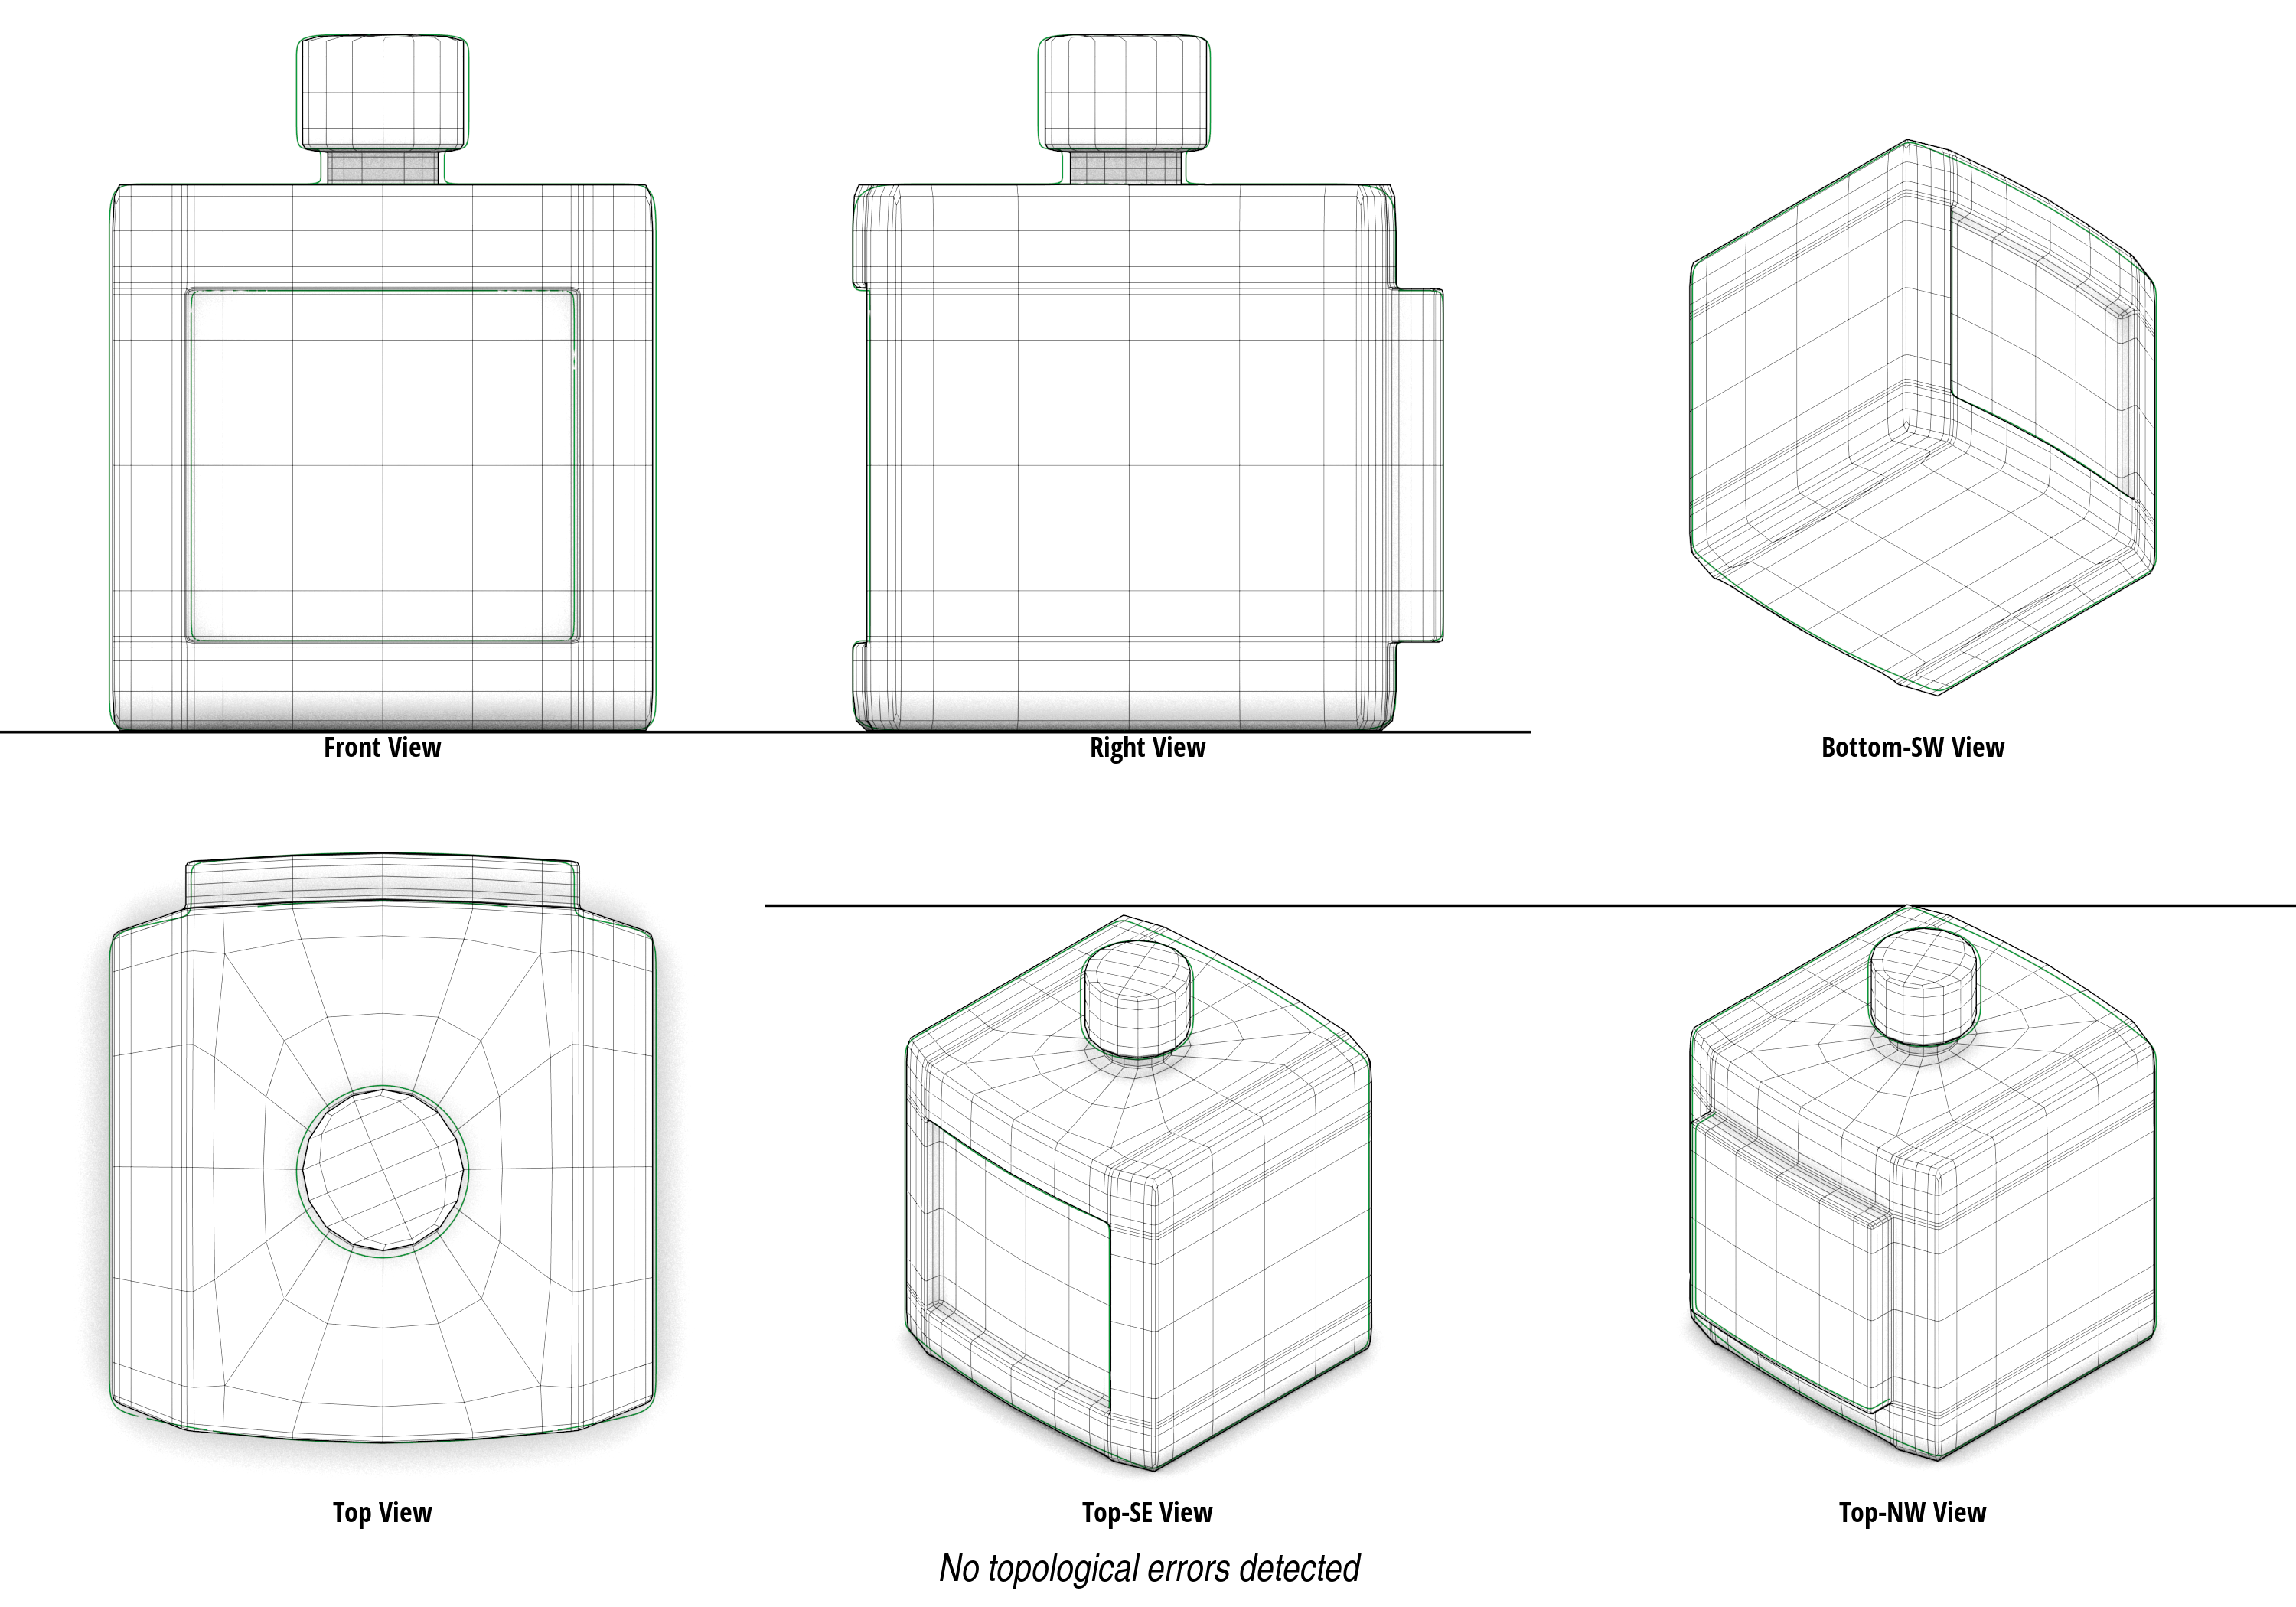 Front View
Right View
Bottom-SW View
Top View
Top-SE View
Top-NW View
No topological errors detected